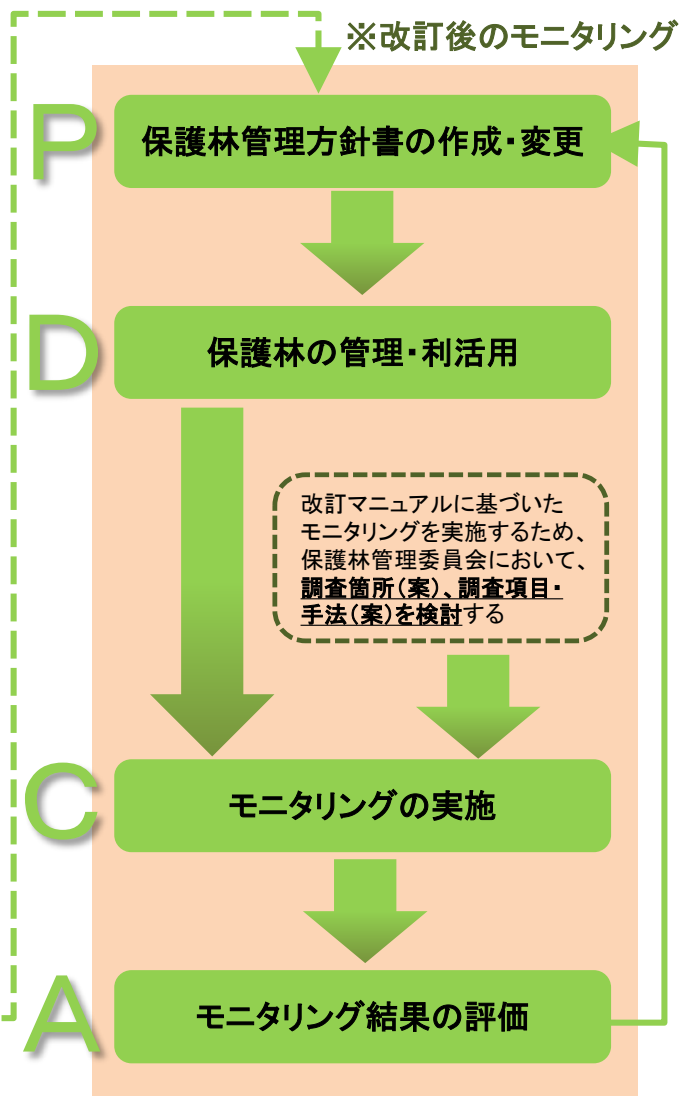 ※改訂後のモニタリング
P
保護林管理方針書の作成・変更
D
保護林の管理・利活用
改訂マニュアルに基づいた
モニタリングを実施するため、
保護林管理委員会において、
調査箇所（案）、調査項目・
手法（案）を検討する
C
モニタリングの実施
A
モニタリング結果の評価